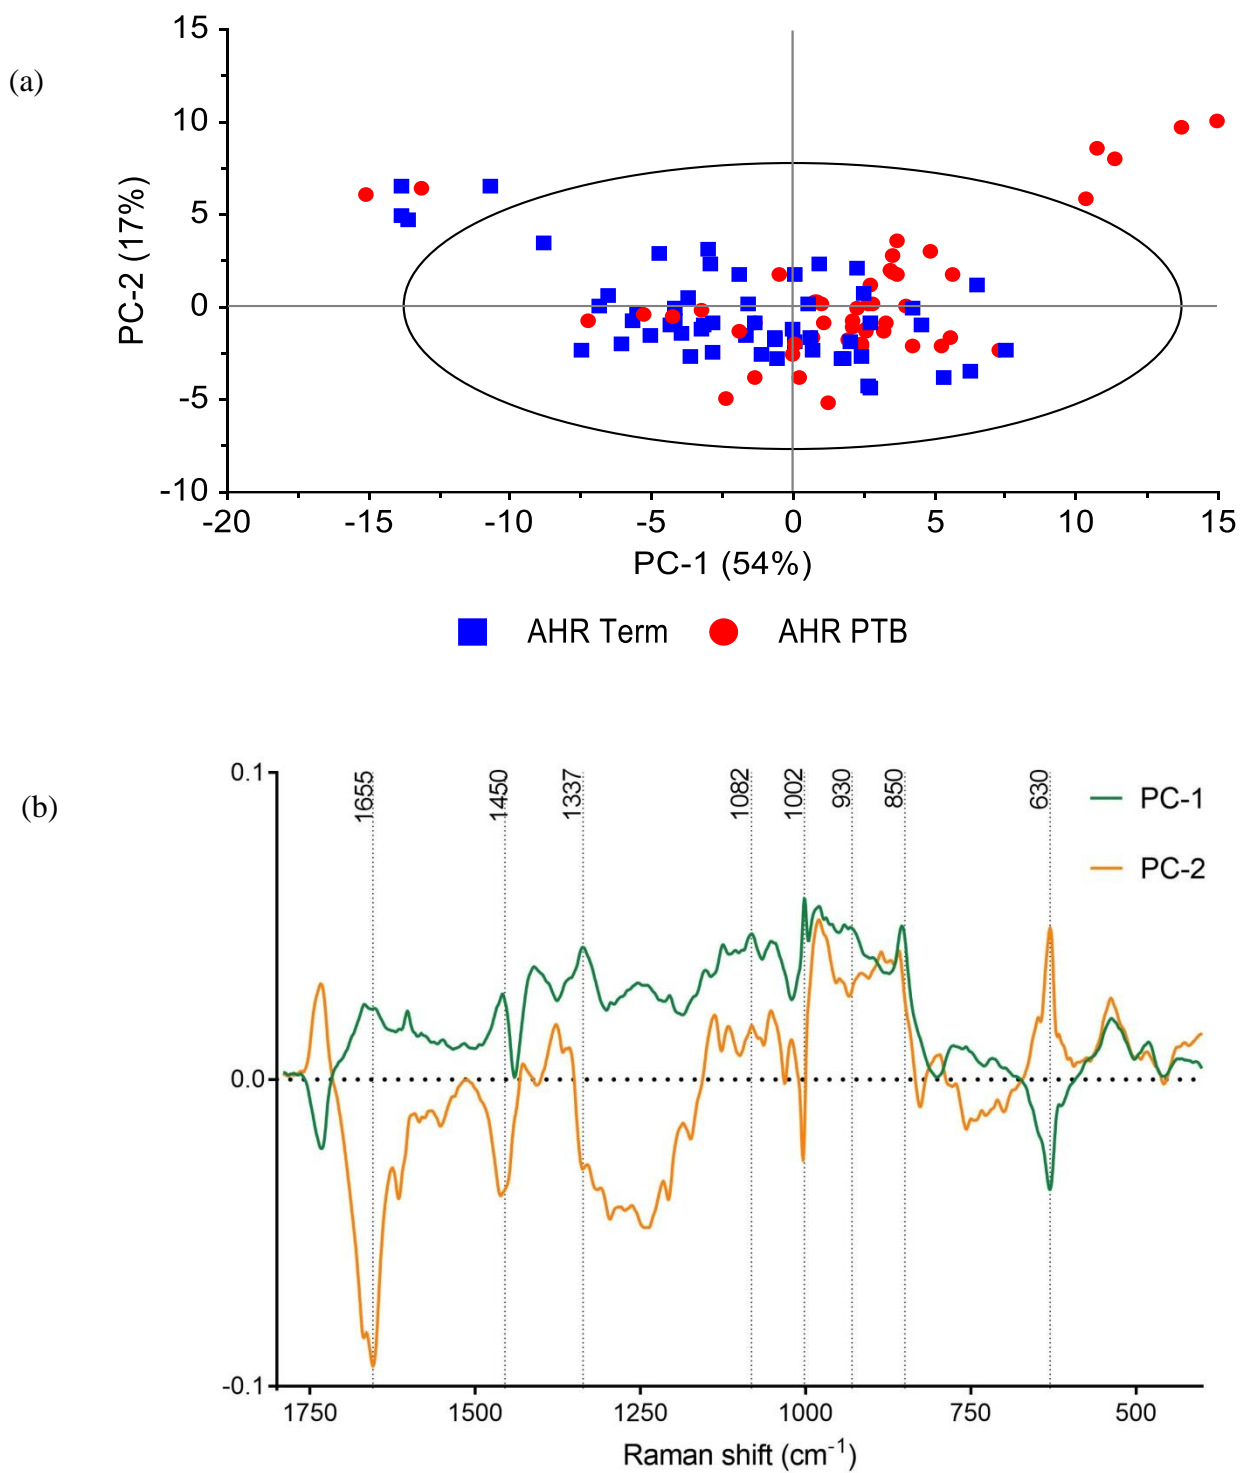 (a)
15
10
5
0
-5
-10
PC-2 (17%)
-20 -15 -10 -5 0 5 10 15
PC-1 (54%)
AHR Term AHR PTB
(b)
0.1
0.0
-0.1
1655 1450 1337 1082 1002 930 850 630
PC-1
PC-2
1750 1500 1250 1000 750 500
Raman shift (cm⁻¹)